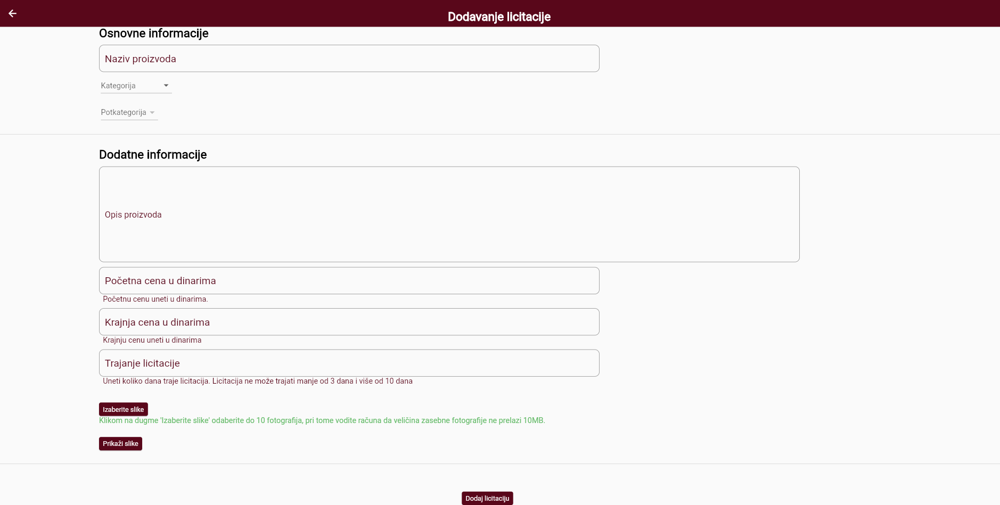 Dodavanje licitacije
Osnovne informacije
Naziv proizvoda
Kategorija
Potkategorija
Dodatne informacije
Opis proizvoda
Početna cena u dinarima
Početnu cenu uneti u dinarima.
Krajnja cena u dinarima
Krajnju cenu uneti u dinarima
Trajanje licitacije
Uneti koliko dana traje licitacija. Licitacija ne može trajati manje od 3 dana i više od 10 dana
Izaberite slike
Klikom na dugme 'Izaberite slike' odaberite do 10 fotografija, pri tome vodite računa da veličina zasebne fotografije ne prelazi 10MB.
Prikaži slike
Dodaj licitaciju